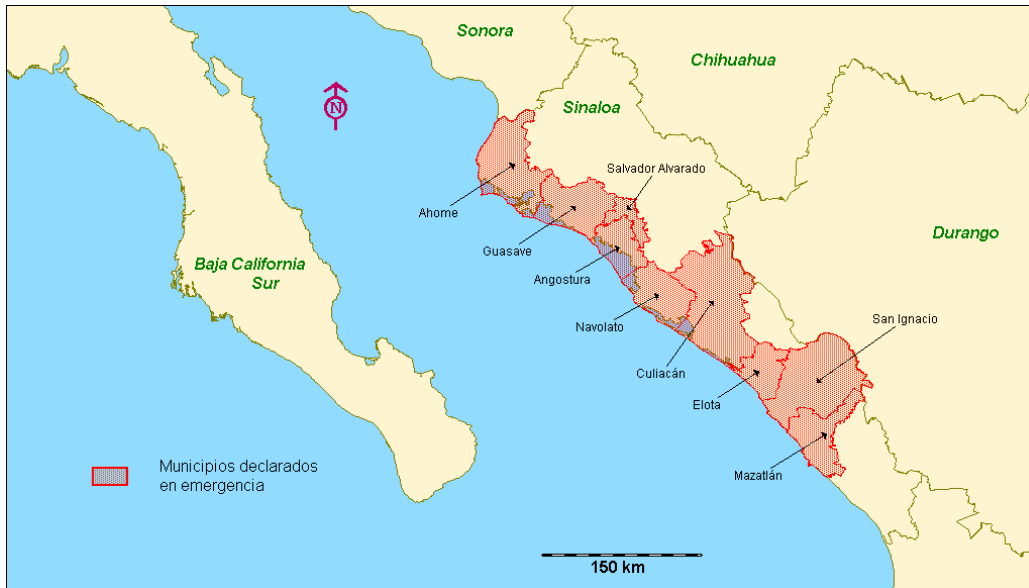 Sonora
Chihuahua
N
Sinaloa
Salvador Alvarado
Ahome
Durango
Guasave
Baja California
Sur
Angostura
San Ignacio
Navolato
Culiacán
Elota
Municipios declarados
en emergencia
Mazatlán
150 km